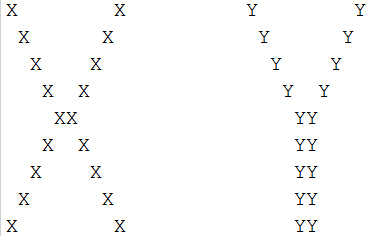 X        X          Y        Y
 X      X            Y      Y
  X    X              Y    Y
   X  X                Y  Y
    XX                  YY
   X  X                 YY
  X    X                YY
 X      X               YY
X        X              YY